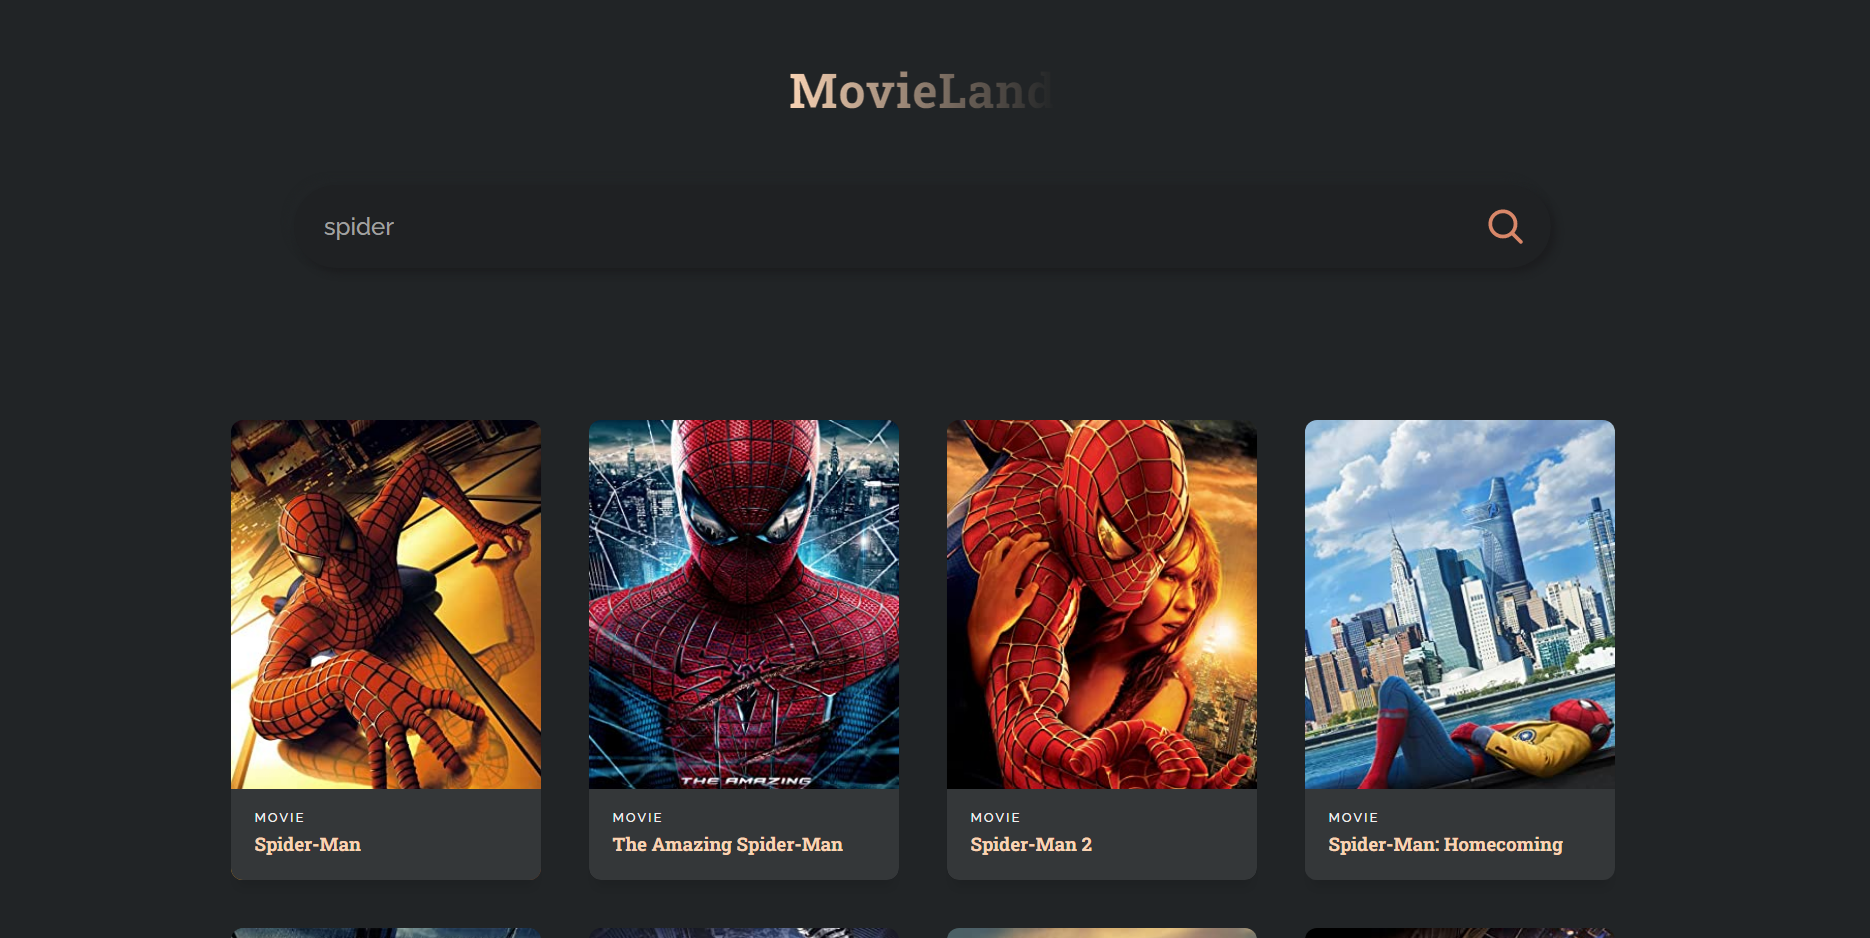 MovieLand
spider
THE AMAZING
MOVIE
Spider-Man
MOVIE
The Amazing Spider-Man
MOVIE
Spider-Man 2
MOVIE
Spider-Man: Homecoming